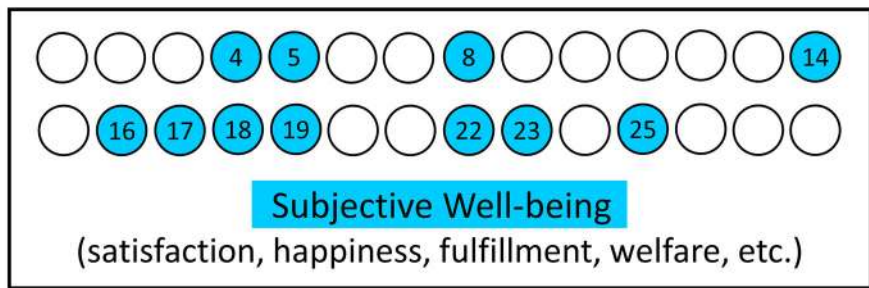 4 5 8 14
16 17 18 19 22 23 25
Subjective Well-being
(satisfaction, happiness, fulfillment, welfare, etc.)